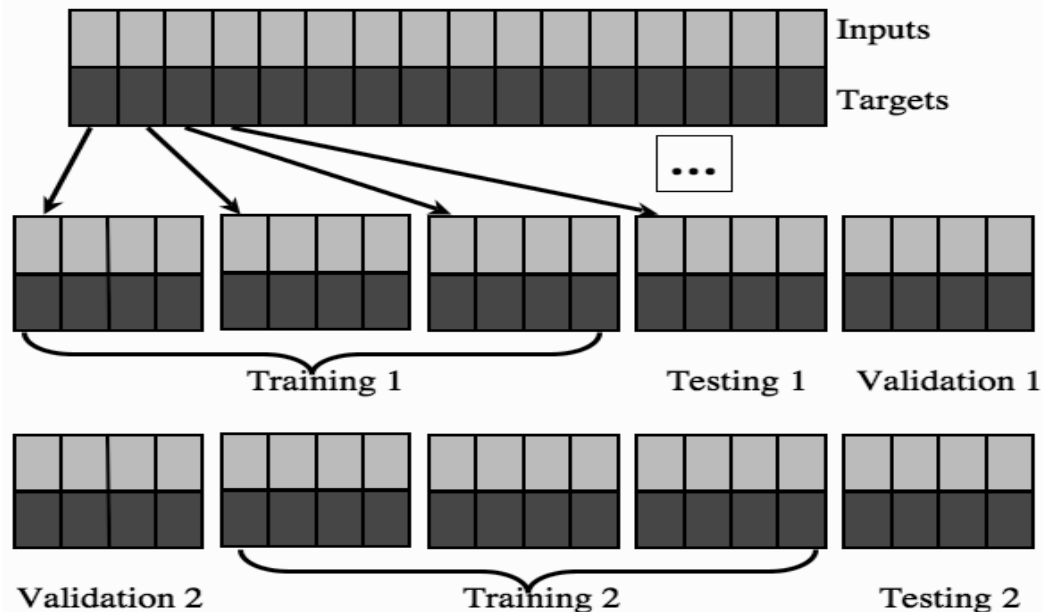 Inputs
Targets
...
Training 1
Testing 1
Validation 1
Validation 2
Training 2
Testing 2